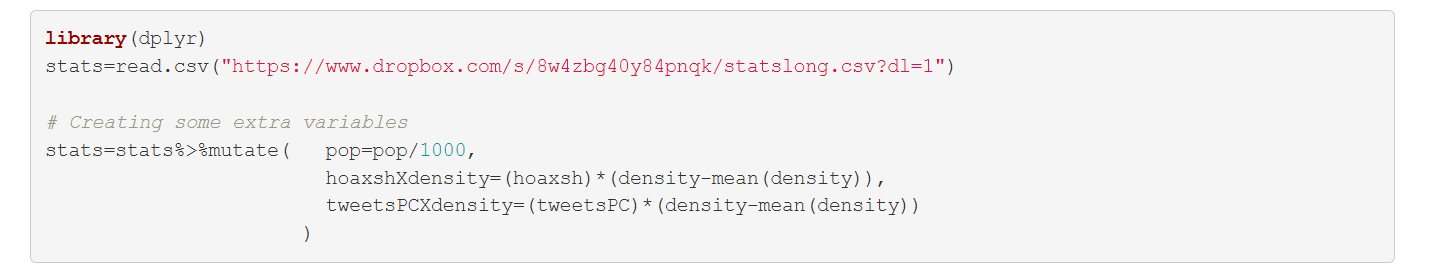 library(dplyr)
stats=read.csv("https://www.dropbox.com/s/8w4zbg40y84pnqk/statslong.csv?dl=1")
# Creating some extra variables
stats=stats%>%mutate(   pop=pop/1000,
                        hoaxshXdensity=(hoaxsh)*(density-mean(density)),
                        tweetsPCXdensity=(tweetsPC)*(density-mean(density))
                      )